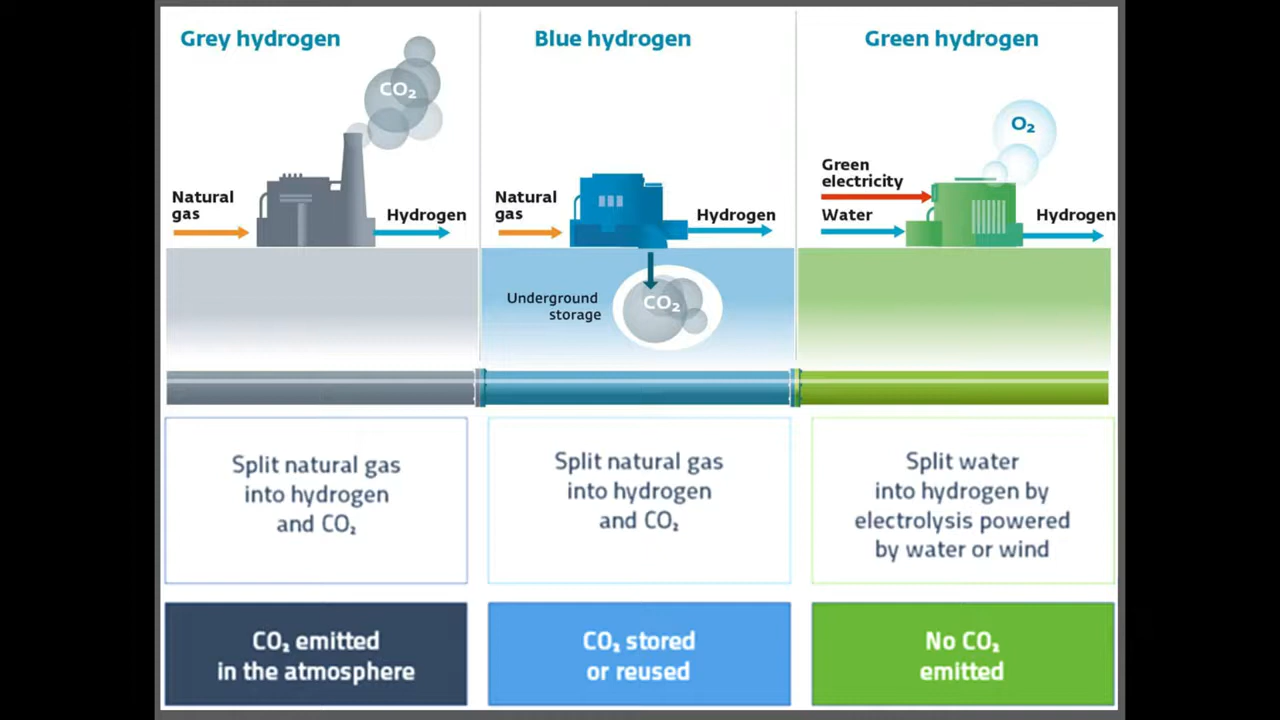 Grey hydrogen
CO₂
Natural
gas
Hydrogen
Blue hydrogen
Natural
gas
Hydrogen
Underground
storage
CO₂
Green hydrogen
O₂
Green
electricity
Water
Hydrogen
Split natural gas
into hydrogen
and CO₂
Split natural gas
into hydrogen
and CO₂
Split water
into hydrogen by
electrolysis powered
by water or wind
CO₂ emitted
in the atmosphere
CO₂ stored
or reused
No CO₂
emitted